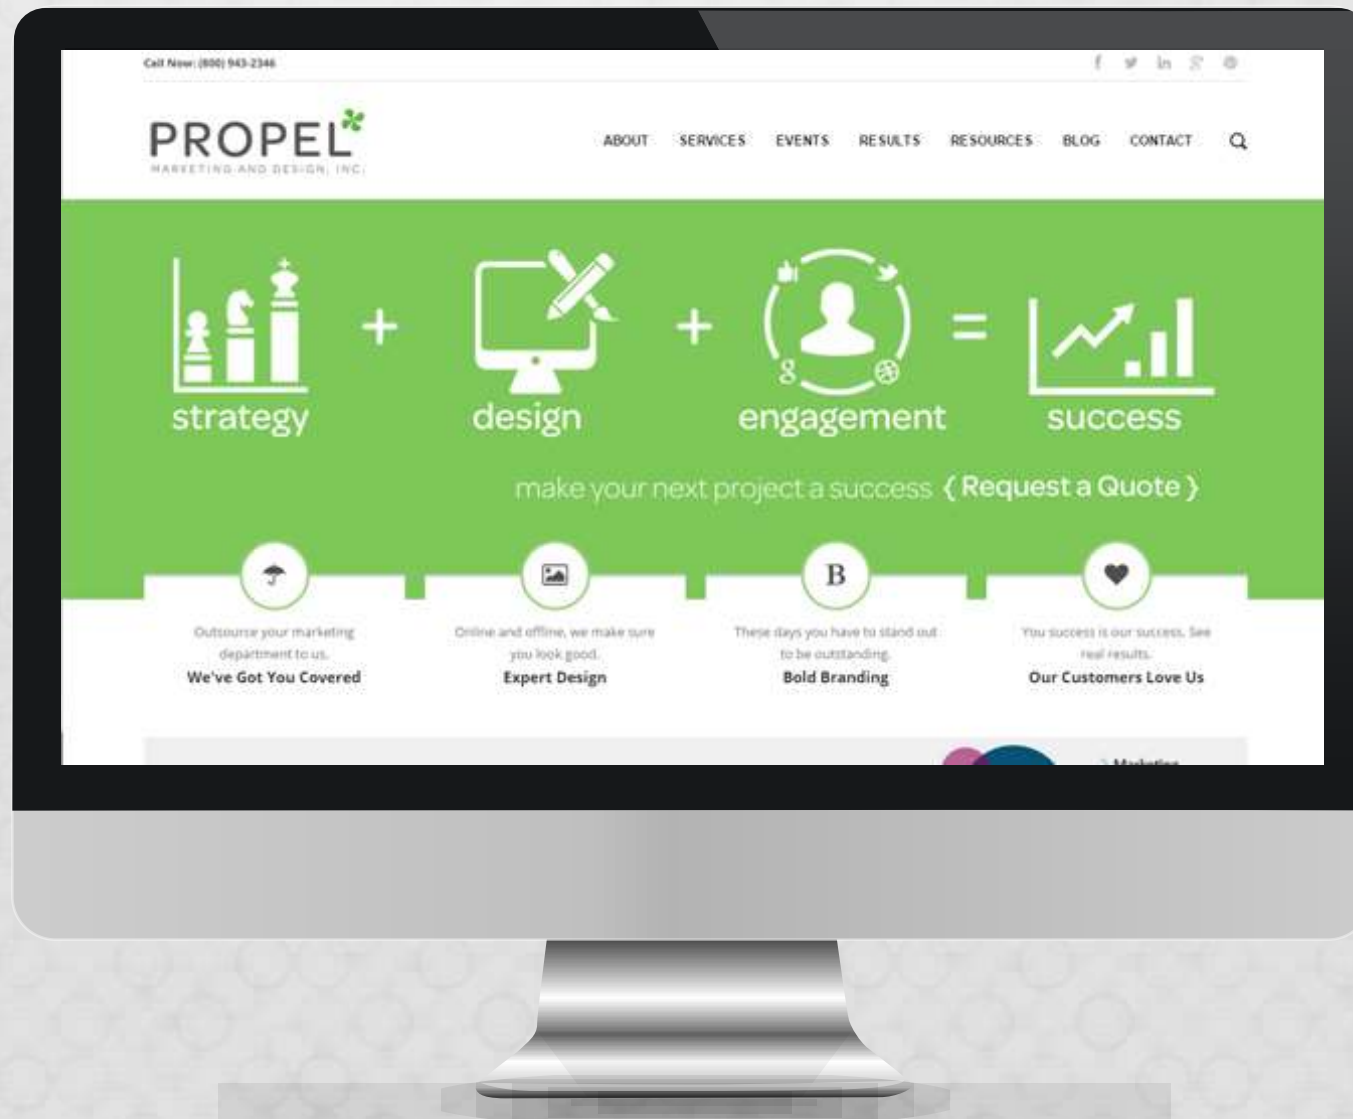 Call Now: (800) 943-2346
PROPEL
MARKETING AND DESIGN, INC.
ABOUT SERVICES EVENTS RESULTS RESOURCES BLOG CONTACT
strategy + design + engagement = success
make your next project a success { Request a Quote }
B
Outsource your marketing
department to us.
We've Got You Covered
Online and offline, we make sure
you look good.
Expert Design
These days you have to stand out
to be outstanding.
Bold Branding
You success is our success. See
real results.
Our Customers Love Us
Marketing